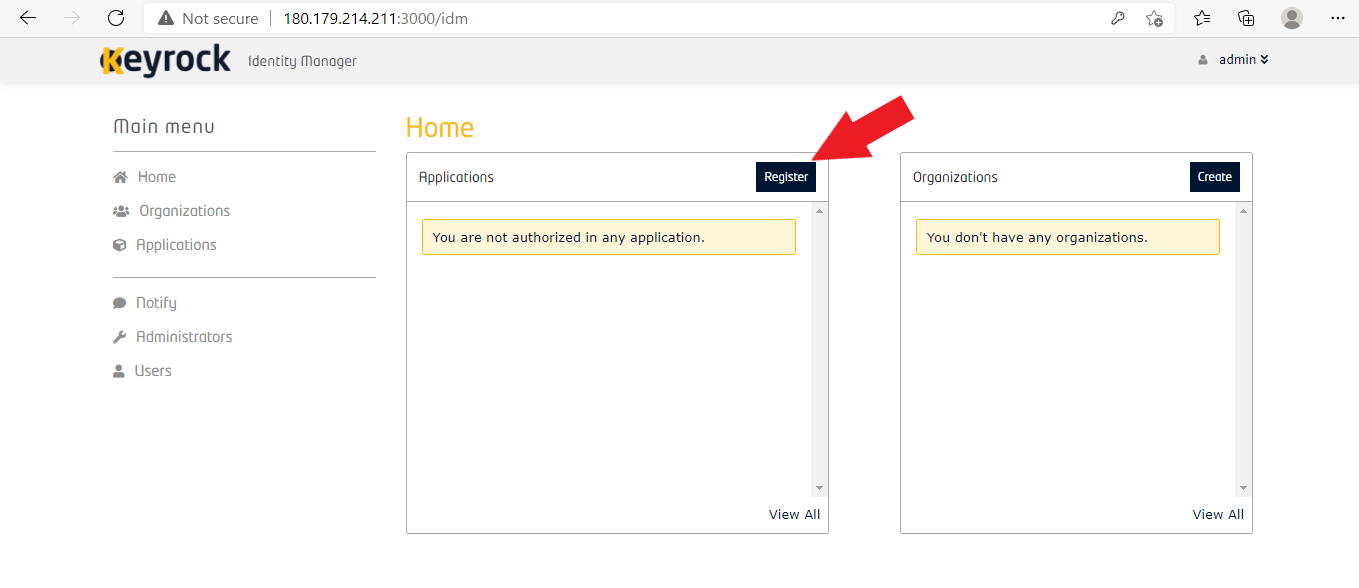 Not secure | 180.179.214.211:3000/idm
Keyrock Identity Manager
admin
Main menu
Home
Organizations
Applications
Notify
Administrators
Users
Home
Applications
Register
You are not authorized in any application.
View All
Organizations
Create
You don't have any organizations.
View All